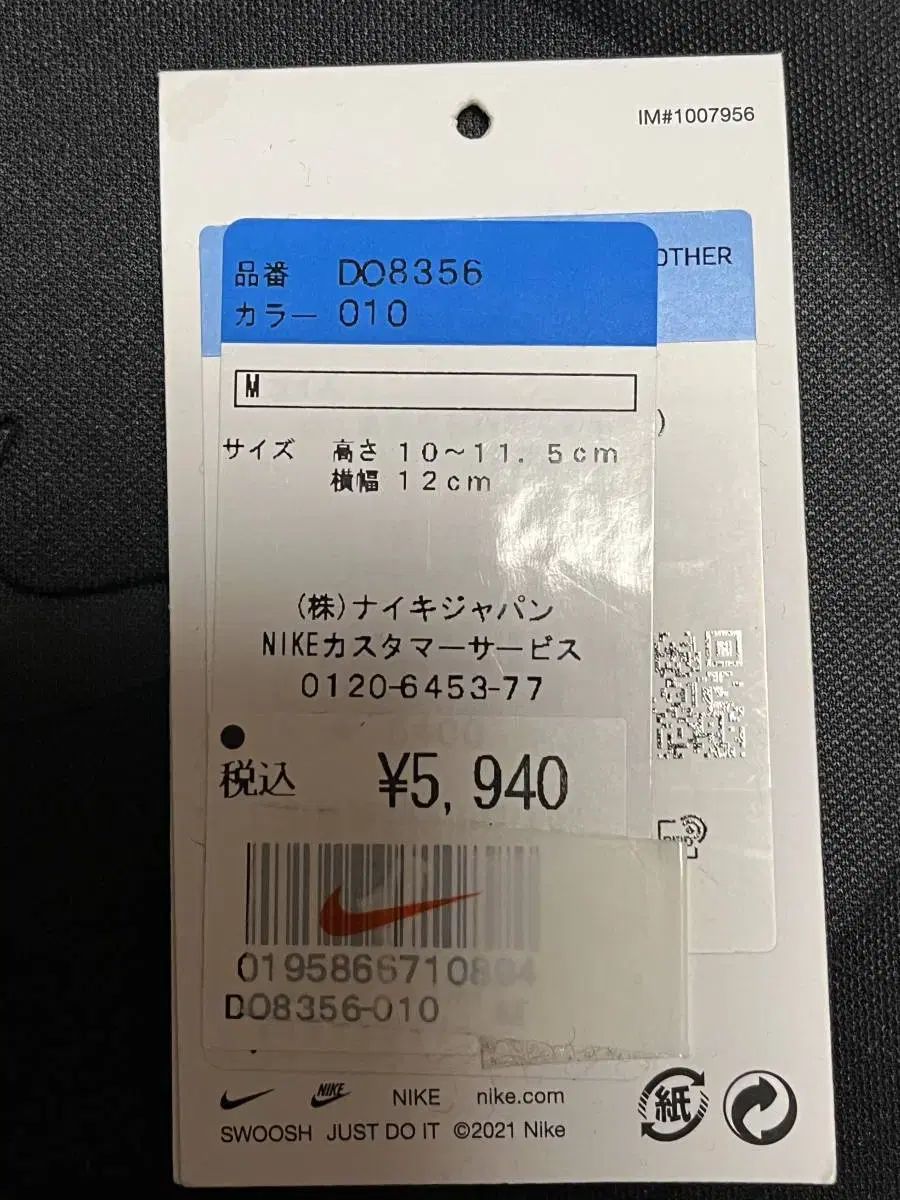 IM#1007956
OTHER
品番 DO8356
カラー 010
M
)
サイズ 高さ 10~11.5cm
横幅 12cm
(株)ナイキジャパン
NIKEカスタマーサービス
0120-6453-77
税込 ¥5,940
DO8356-010
NIKE NIKE nike.com
紙
SWOOSH JUST DO IT ©2021 Nike